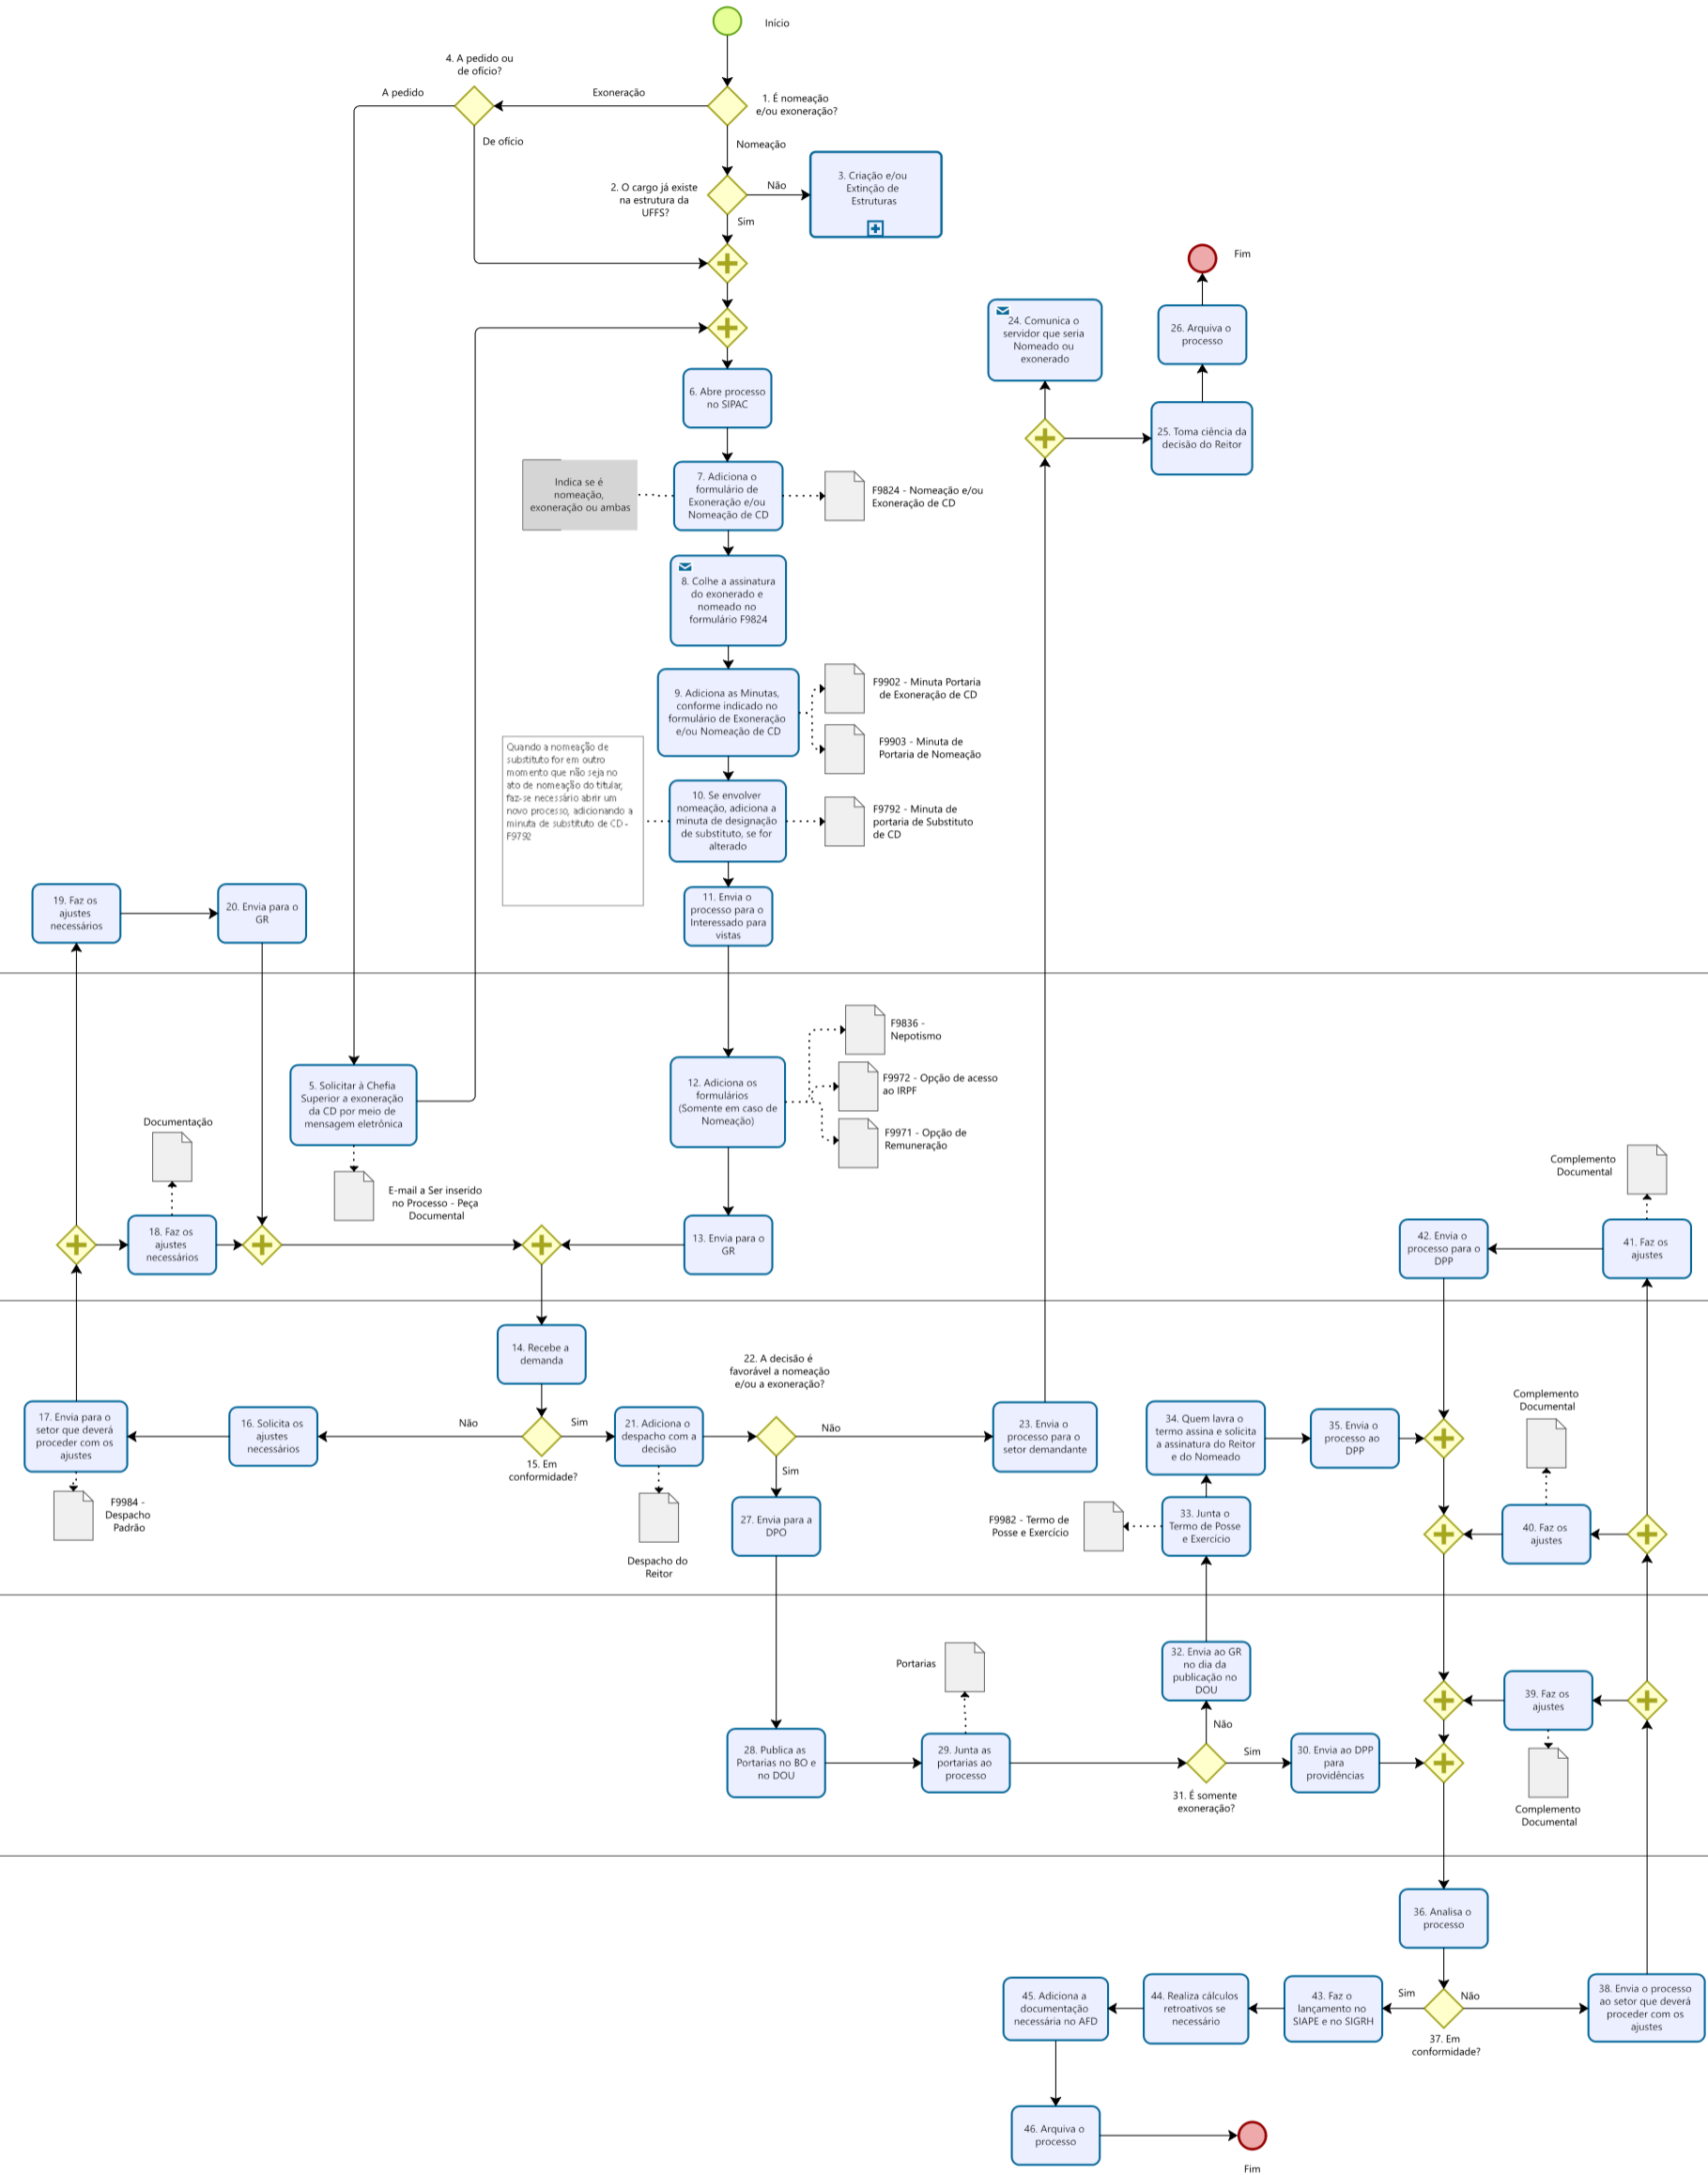 Início
4. A pedido ou
de ofício?
A pedido
Exoneração
1. É nomeação
e/ou exoneração?
De ofício
Nomeação
2. O cargo já existe
na estrutura da
UFFS?
Não
Sim
3. Criação e/ou
Extinção de
Estruturas
Fim
24. Comunica o
servidor que seria
Nomeado ou
exonerado
26. Arquiva o
processo
25. Toma ciência da
decisão do Reitor
6. Abre processo
no SIPAC
Indica se é
nomeação,
exoneração ou ambas
7. Adiciona o
formulário de
Exoneração e/ou
Nomeação de CD
F9824 - Nomeação e/ou
Exoneração de CD
8. Colhe a assinatura
do exonerado e
nomeado no
formulário F9824
9. Adiciona as Minutas,
conforme indicado no
formulário de Exoneração
e/ou Nomeação de CD
F9902 - Minuta Portaria
de Exoneração de CD
F9903 - Minuta de
Portaria de Nomeação
Quando a nomeação de
substituto for em outro
momento que não seja no
ato de nomeação do titular,
faz-se necessário abrir um
novo processo, adicionando a
minuta de substituto de CD -
F9792
10. Se envolver
nomeação, adiciona a
minuta de designação
de substituto, se for
alterado
F9792 - Minuta de
portaria de Substituto
de CD
11. Envia o
processo para o
Interessado para
vistas
19. Faz os
ajustes
necessários
20. Envia para o
GR
5. Solicitar à Chefia
Superior a exoneração
da CD por meio de
mensagem eletrônica
E-mail a Ser inserido
no Processo - Peça
Documental
12. Adiciona os
formulários
(Somente em caso de
Nomeação)
F9836 -
Nepotismo
F9972 - Opção de acesso
ao IRPF
F9971 - Opção de
Remuneração
Documentação
18. Faz os
ajustes
necessários
13. Envia para o
GR
Complemento
Documental
42. Envia o
processo para o
DPP
41. Faz os
ajustes
14. Recebe a
demanda
22. A decisão é
favorável a nomeação
e/ou a exoneração?
17. Envia para o
setor que deverá
proceder com os
ajustes
16. Solicita os
ajustes
necessários
Não
Sim
15. Em
conformidade?
21. Adiciona o
despacho com a
decisão
Não
Sim
23. Envia o
processo para o
setor demandante
34. Quem lavra o
termo assina e solicita
a assinatura do Reitor
e do Nomeado
35. Envia o
processo ao
DPP
Complemento
Documental
F9984 -
Despacho
Padrão
Despacho do
Reitor
27. Envia para a
DPO
F9982 - Termo de
Posse e Exercício
33. Junta o
Termo de Posse
e Exercício
40. Faz os
ajustes
Portarias
32. Envia ao GR
no dia da
publicação no
DOU
39. Faz os
ajustes
28. Publica as
Portarias no BO e
no DOU
29. Junta as
portarias ao
processo
Não
Sim
31. É somente
exoneração?
30. Envia ao DPP
para
providências
Complemento
Documental
36. Analisa o
processo
45. Adiciona a
documentação
necessária no AFD
44. Realiza cálculos
retroativos se
necessário
43. Faz o
lançamento no
SIAPE e no SIGRH
Sim
Não
37. Em
conformidade?
38. Envia o processo
ao setor que deverá
proceder com os
ajustes
46. Arquiva o
processo
Fim